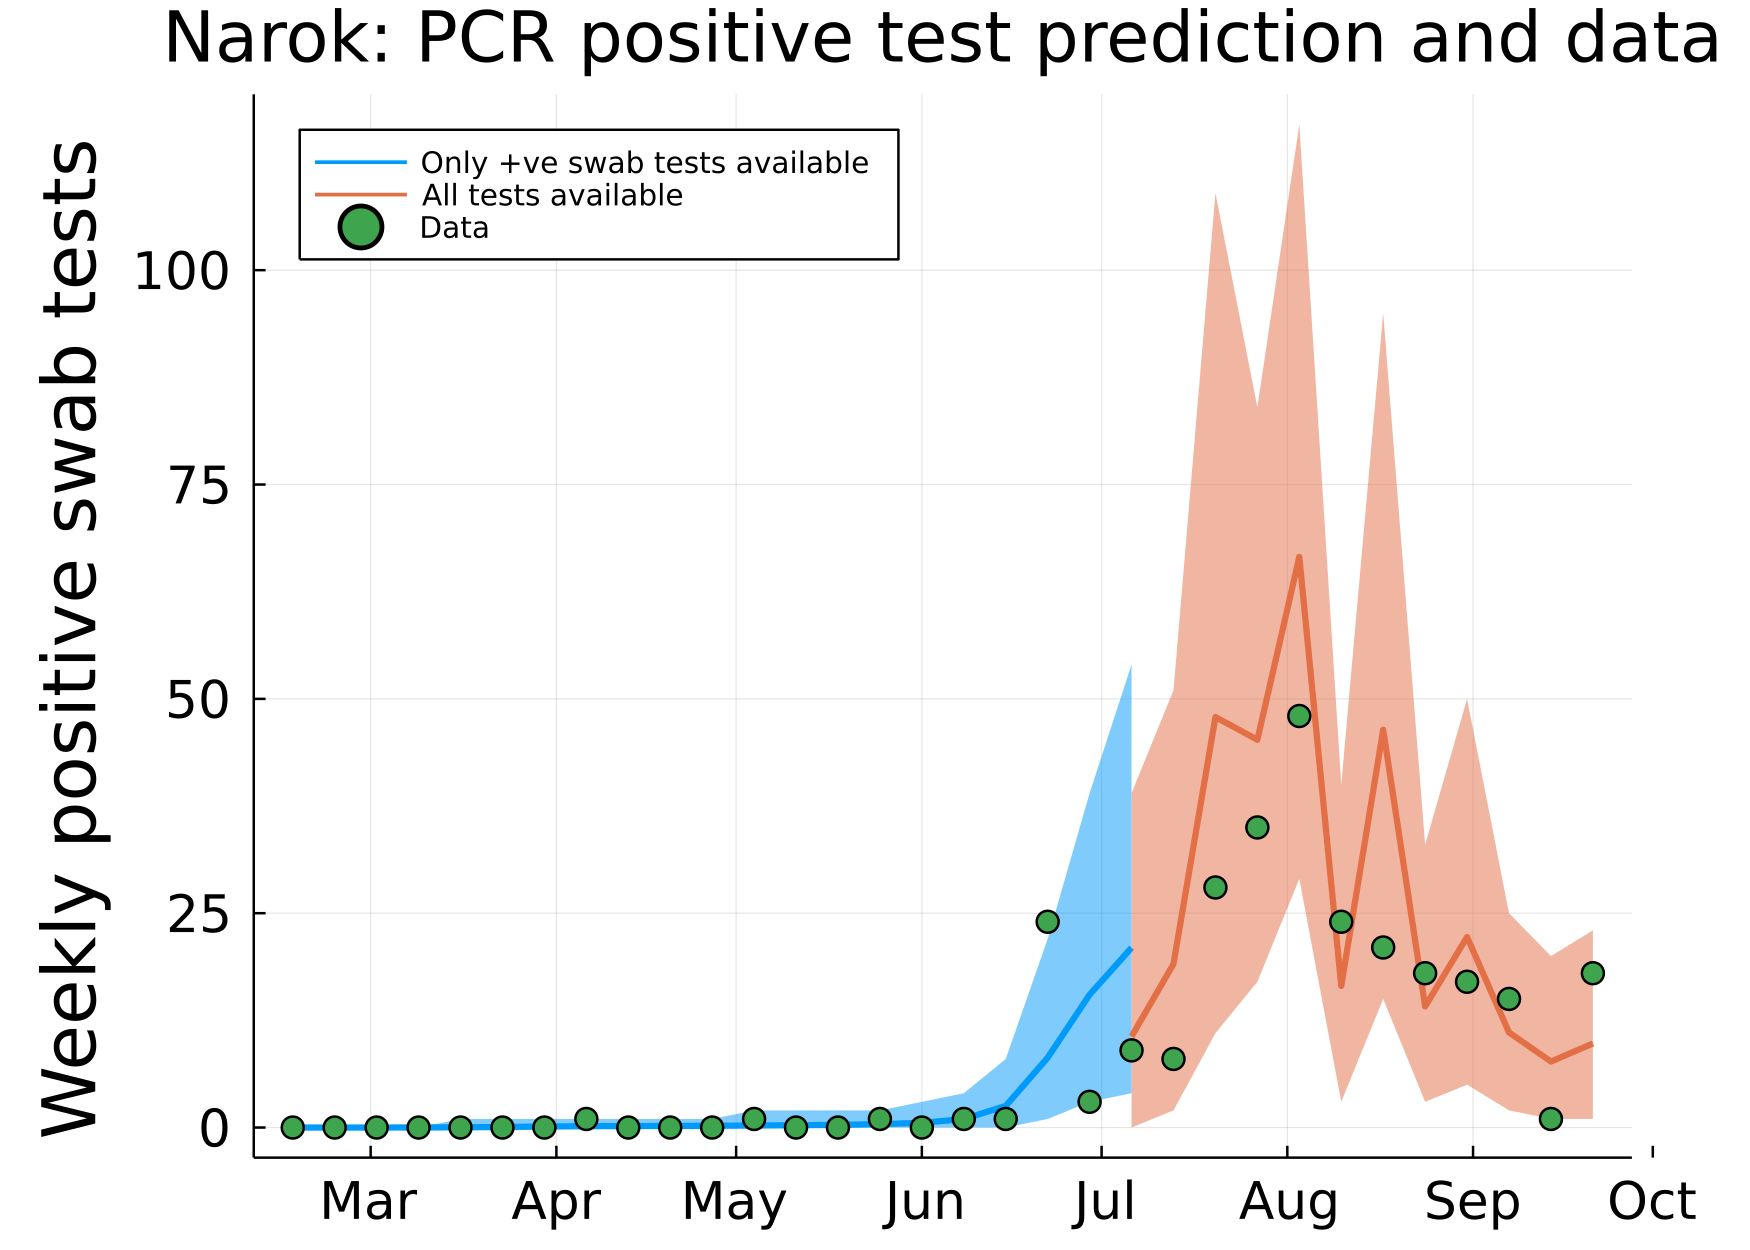 Narok: PCR positive test prediction and data
Weekly positive swab tests
Only +ve swab tests available
All tests available
Data
100
75
50
25
0
Mar Apr May Jun Jul Aug Sep Oct